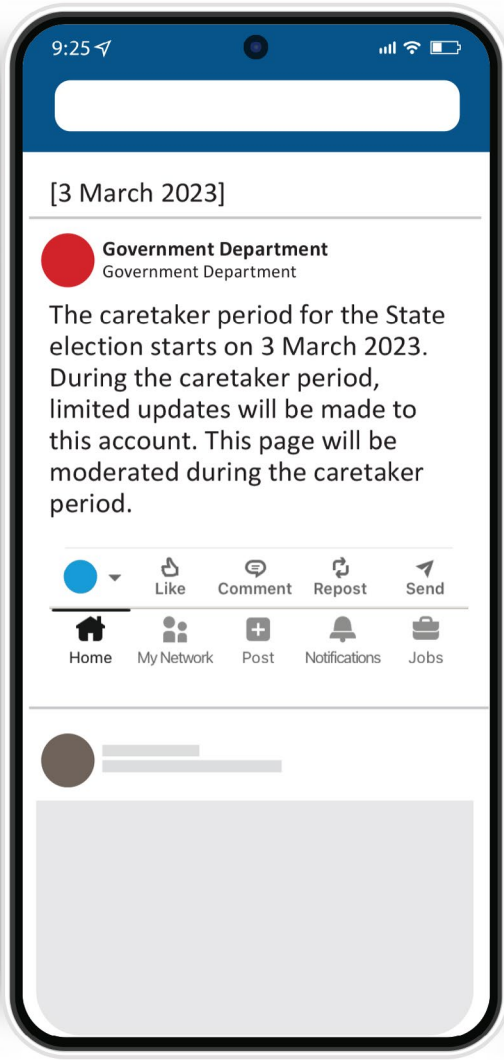 9:25
[3 March 2023]
Government Department
Government Department
The caretaker period for the State
election starts on 3 March 2023.
During the caretaker period,
limited updates will be made to
this account. This page will be
moderated during the caretaker
period.
Like Comment Repost Send
Home My Network Post Notifications Jobs